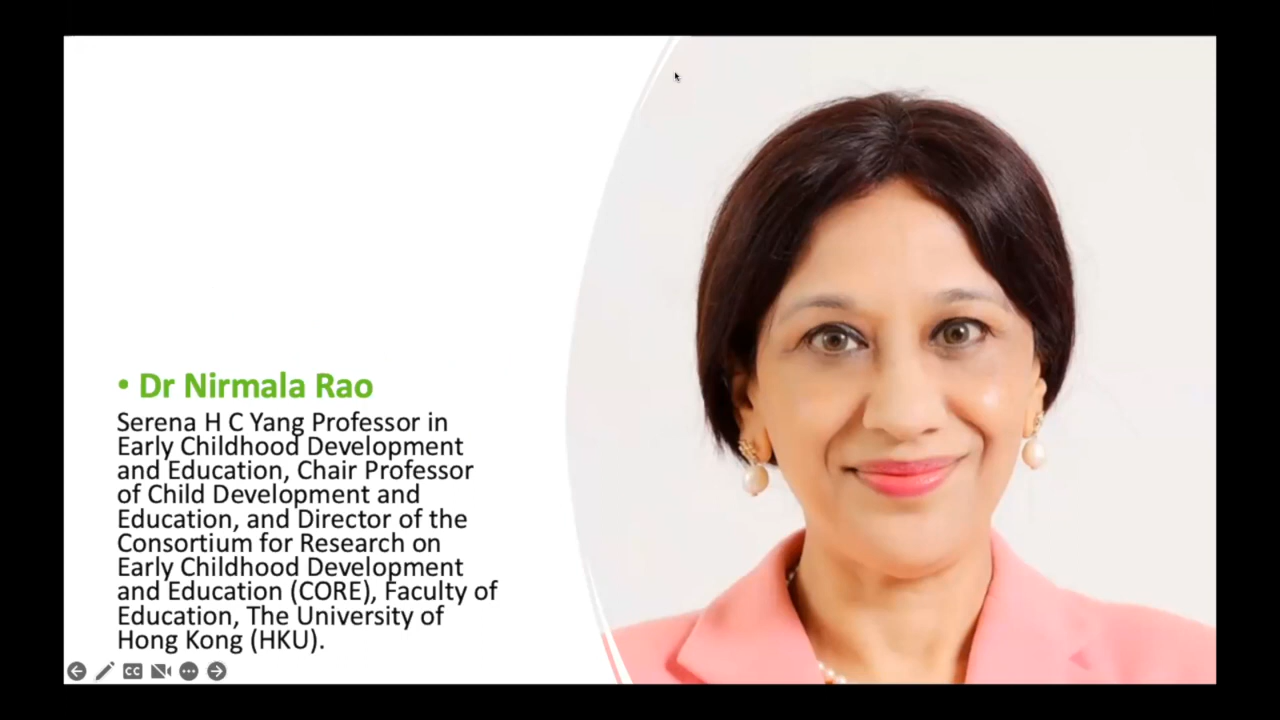 • Dr Nirmala Rao
Serena H C Yang Professor in
Early Childhood Development
and Education, Chair Professor
of Child Development and
Education, and Director of the
Consortium for Research on
Early Childhood Development
and Education (CORE), Faculty of
Education, The University of
Hong Kong (HKU).
CC